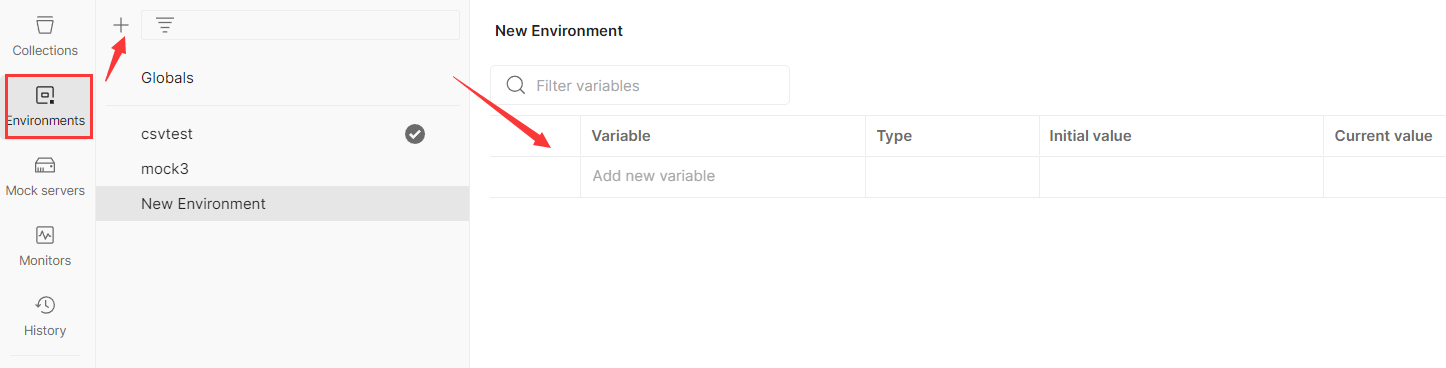 Collections
Environments
Mock servers
Monitors
History
Globals
csvtest
mock3
New Environment
New Environment
Filter variables
Variable Type Initial value Current value
Add new variable